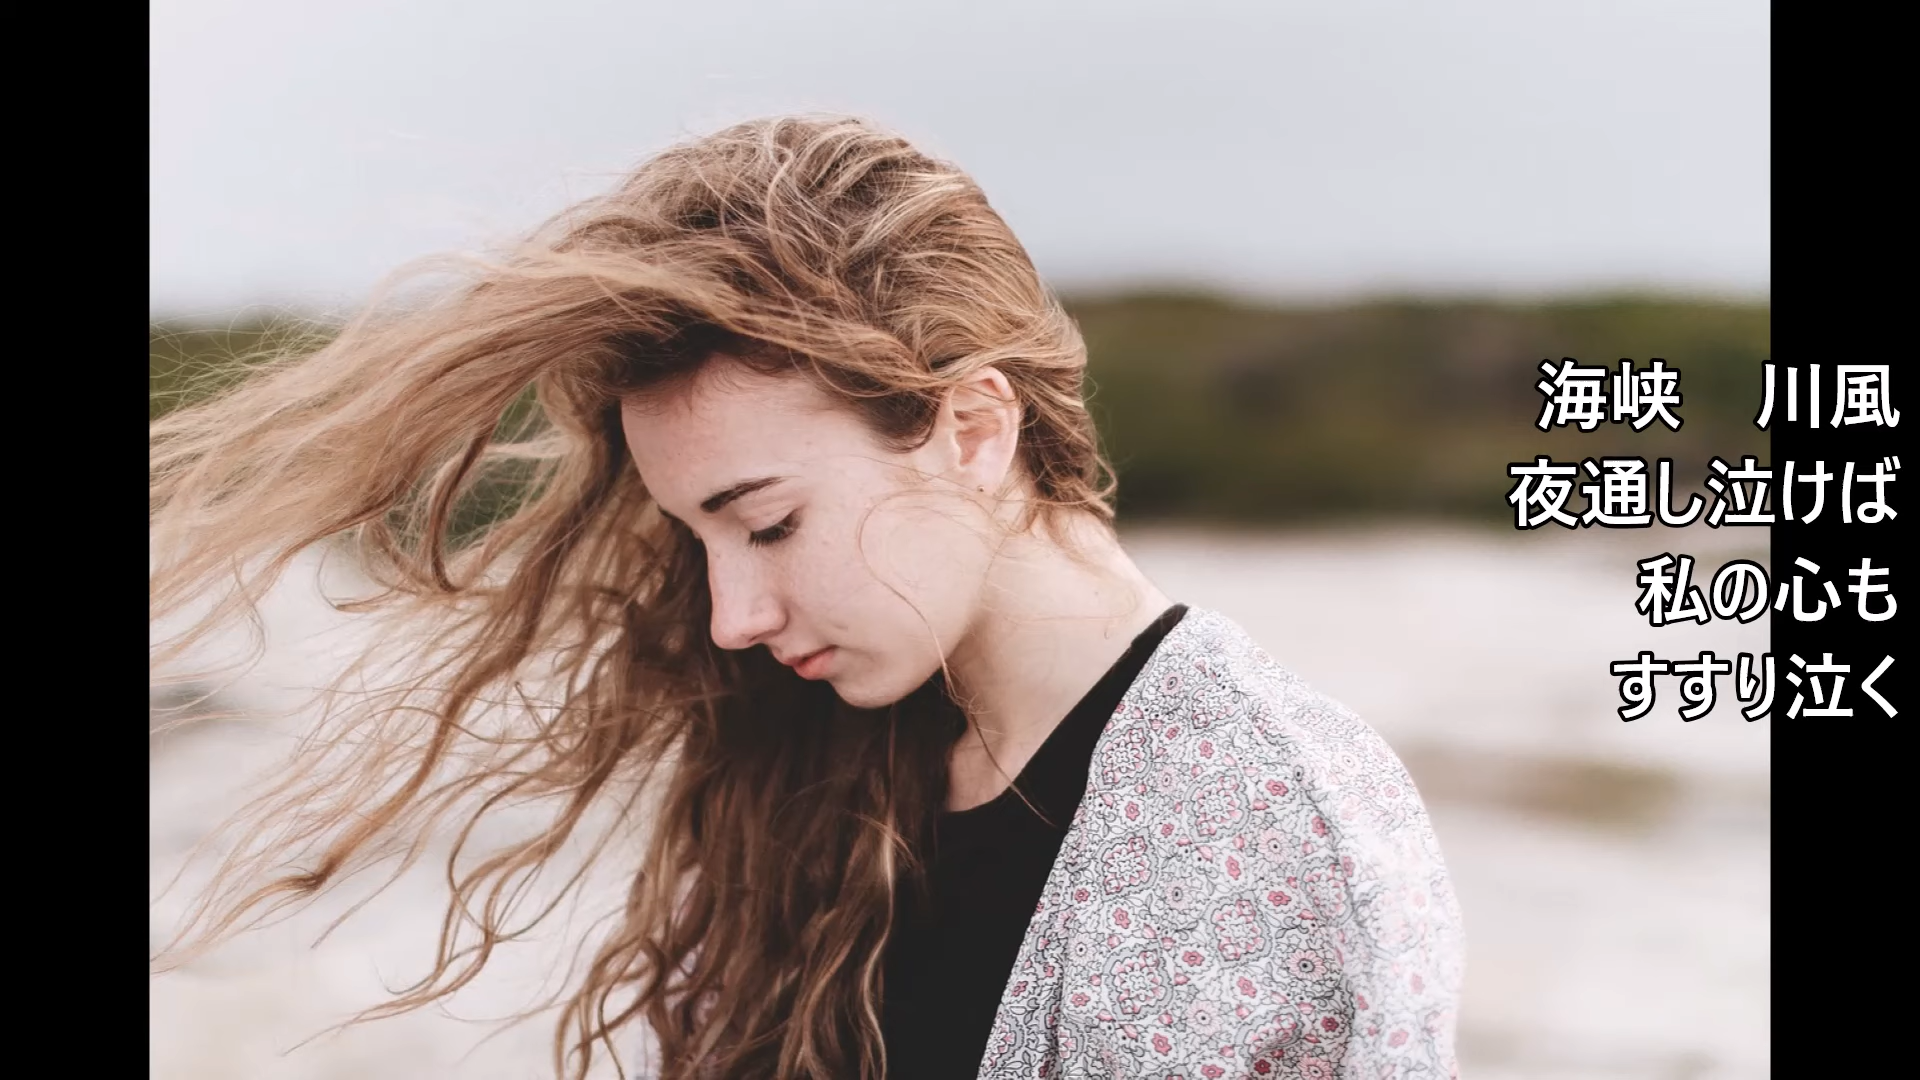 海峡　川風
夜通し泣けば
私の心も
すすり泣く